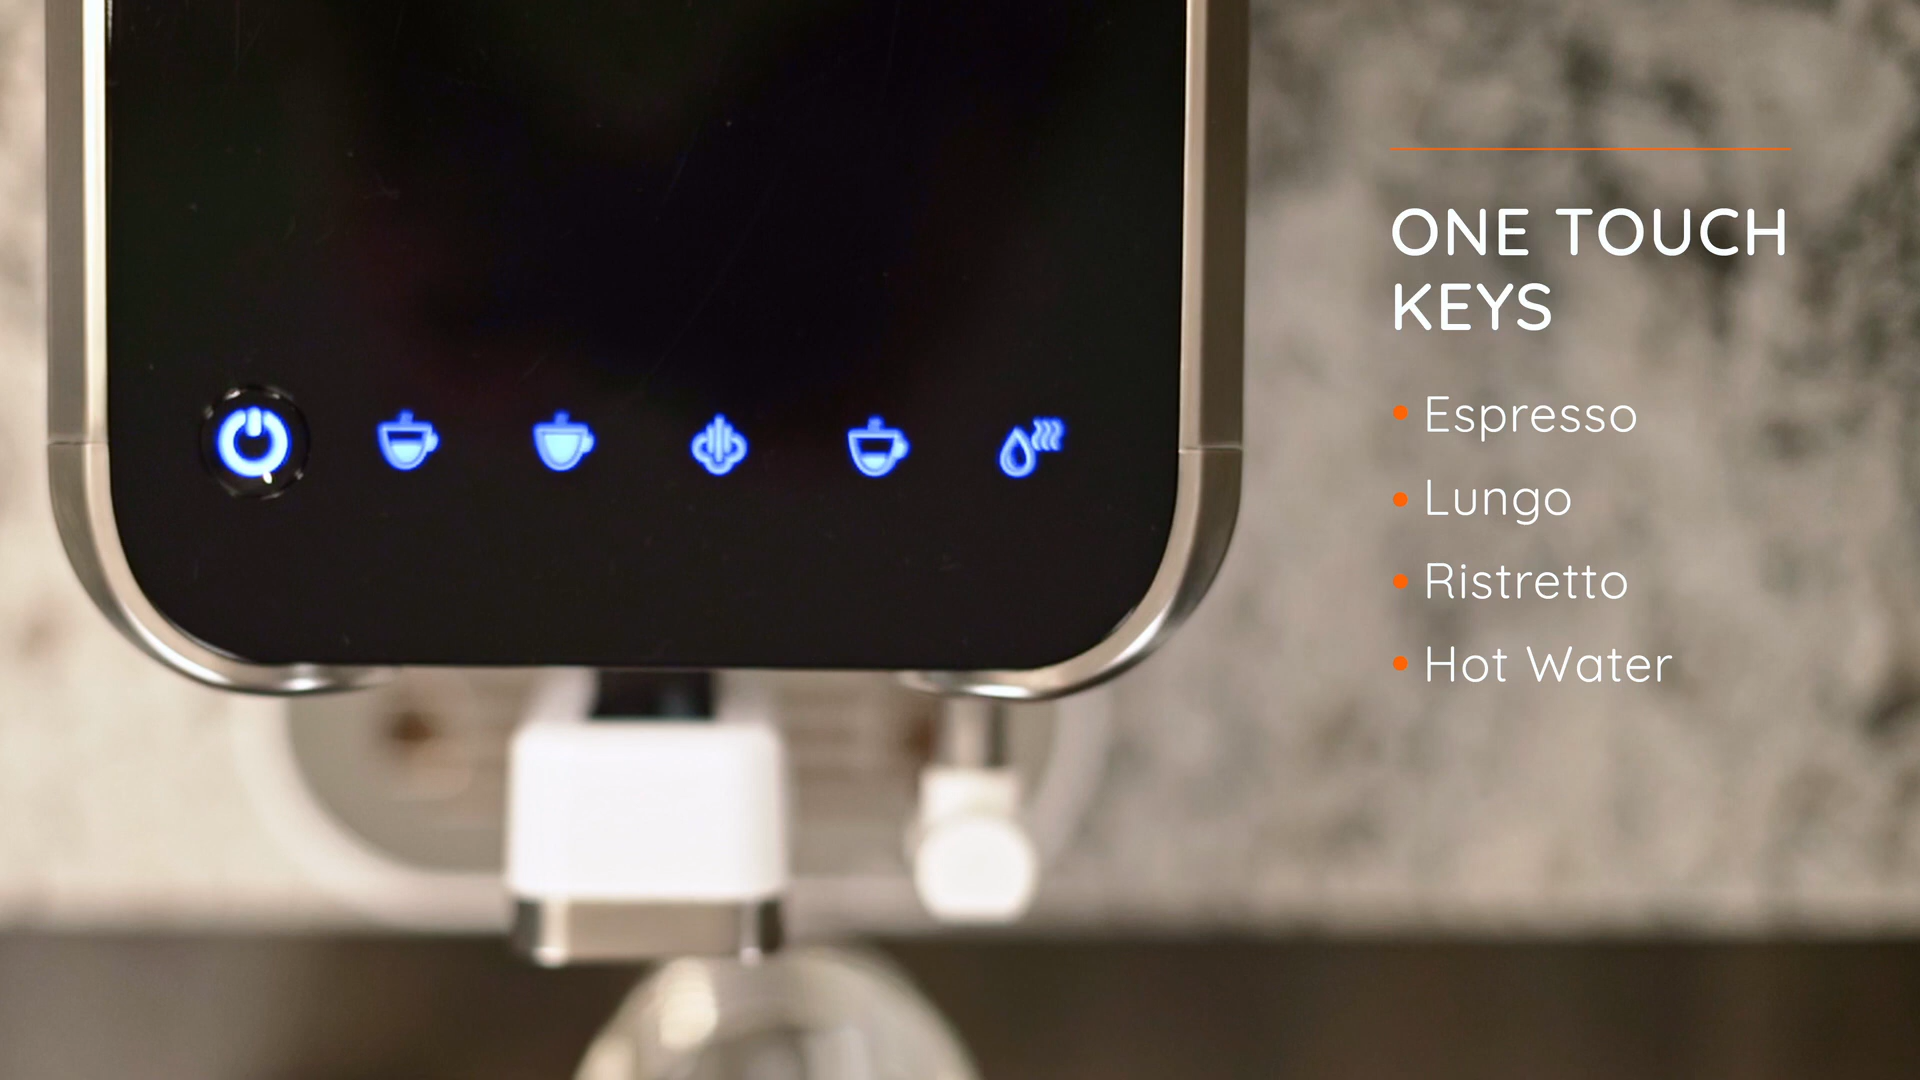 ONE TOUCH
KEYS
Espresso
Lungo
Ristretto
Hot Water